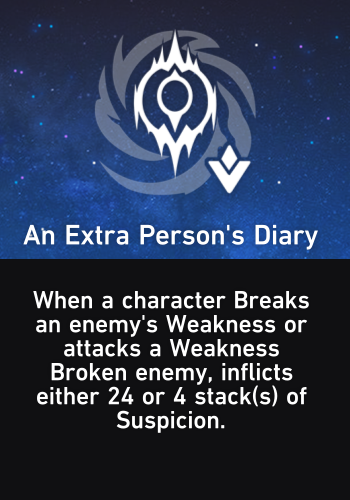 An Extra Person's Diary
When a character Breaks
an enemy's Weakness or
attacks a Weakness
Broken enemy, inflicts
either 24 or 4 stack(s) of
Suspicion.